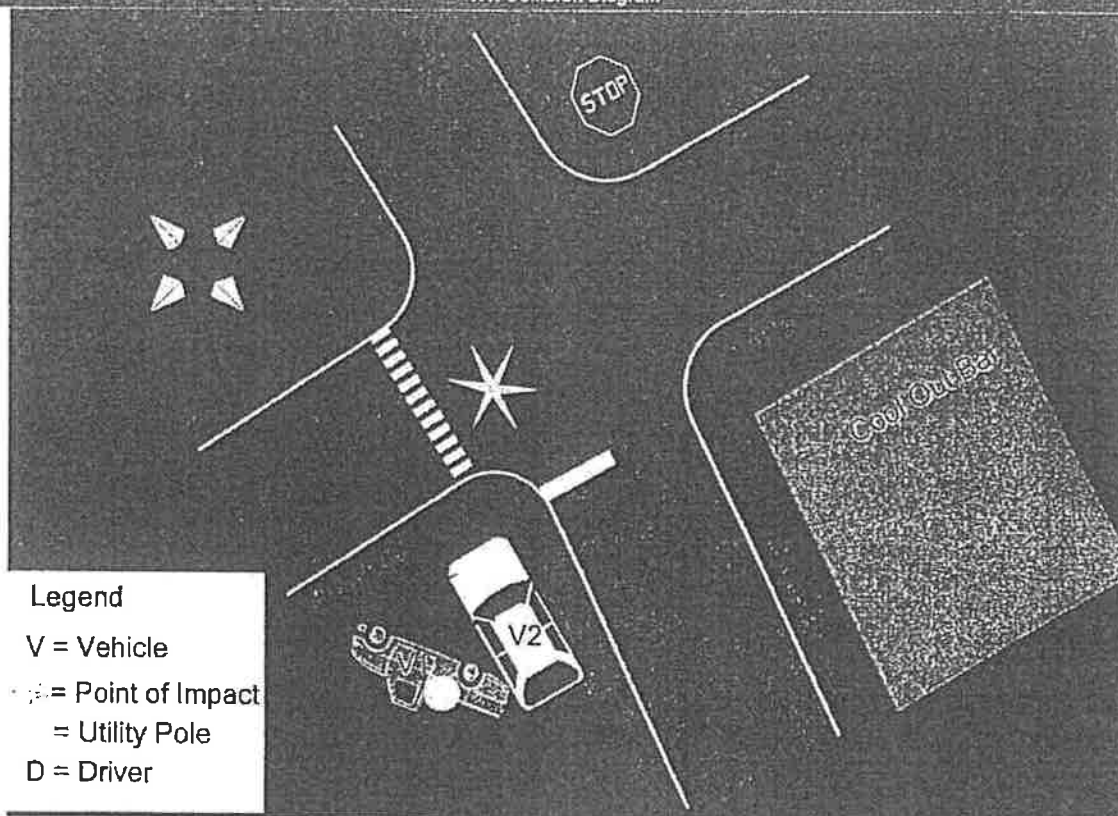 STOP
Cool Out Bar
V2
Legend
V = Vehicle
= Point of Impact
= Utility Pole
D = Driver